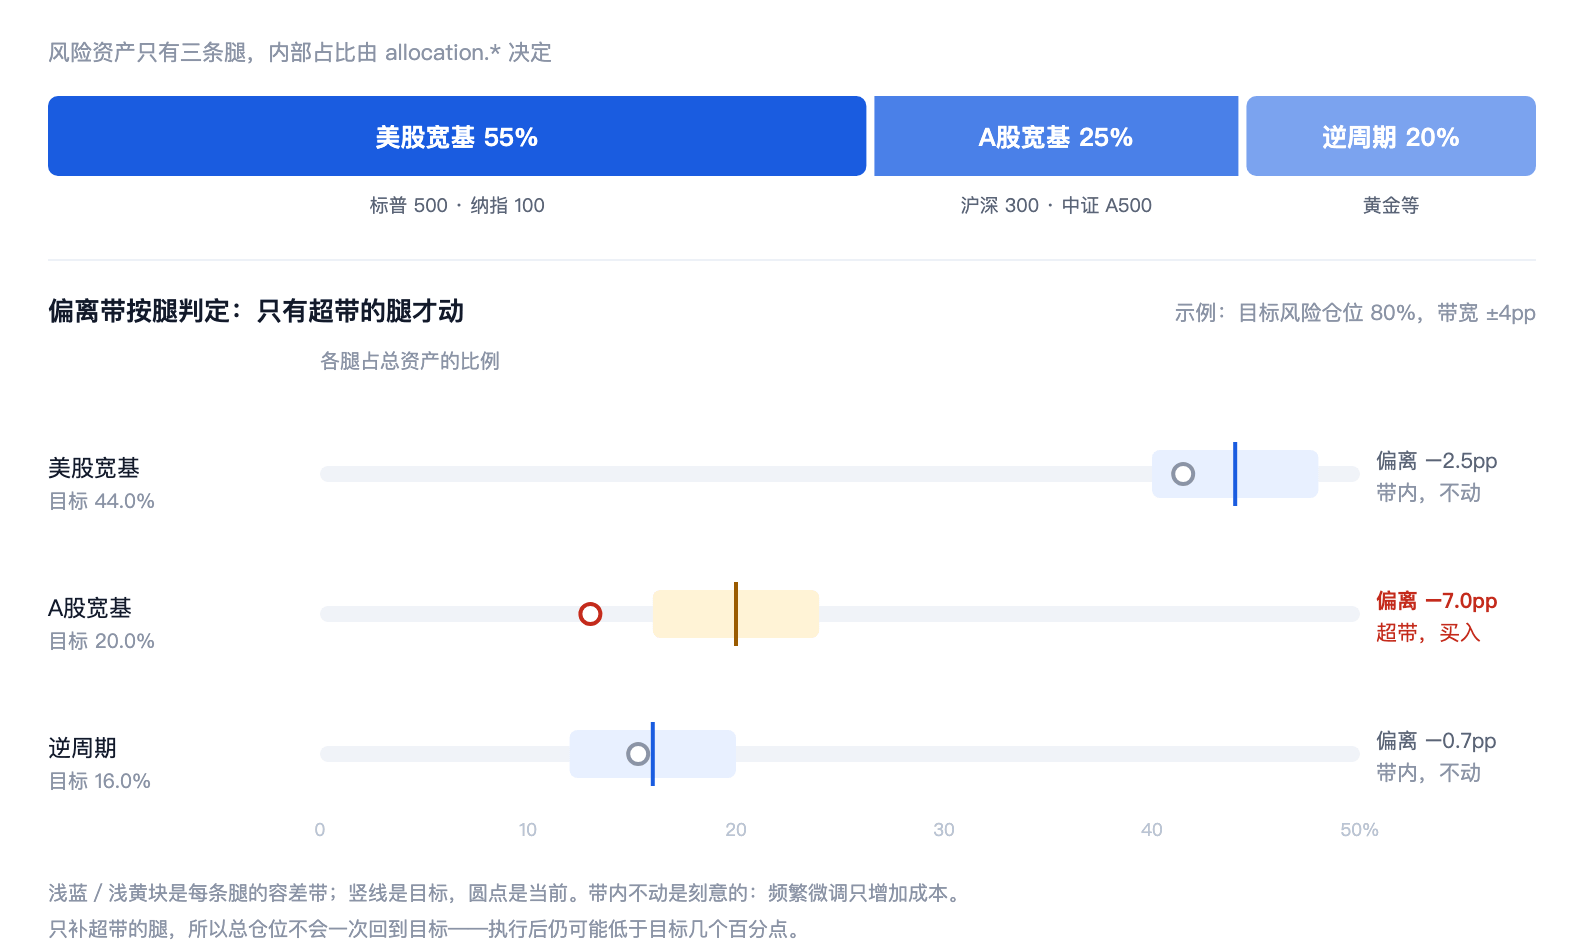 风险资产只有三条腿，内部占比由 allocation.* 决定
美股宽基 55%
A股宽基 25%
逆周期 20%
标普 500 · 纳指 100
沪深 300 · 中证 A500
黄金等
偏离带按腿判定：只有超带的腿才动
示例：目标风险仓位 80%，带宽 ±4pp
各腿占总资产的比例
美股宽基
目标 44.0%
偏离 −2.5pp
带内，不动
A股宽基
目标 20.0%
偏离 −7.0pp
超带，买入
逆周期
目标 16.0%
偏离 −0.7pp
带内，不动
0 10 20 30 40 50%
浅蓝 / 浅黄块是每条腿的容差带；竖线是目标，圆点是当前。带内不动是刻意的：频繁微调只增加成本。
只补超带的腿，所以总仓位不会一次回到目标——执行后仍可能低于目标几个百分点。